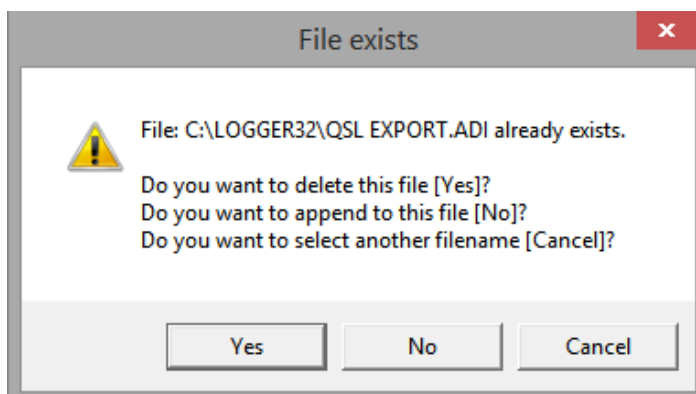 File exists
File: C:\LOGGER32\QSL EXPORT.ADI already exists.
Do you want to delete this file [Yes]?
Do you want to append to this file [No]?
Do you want to select another filename [Cancel]?
Yes
No
Cancel